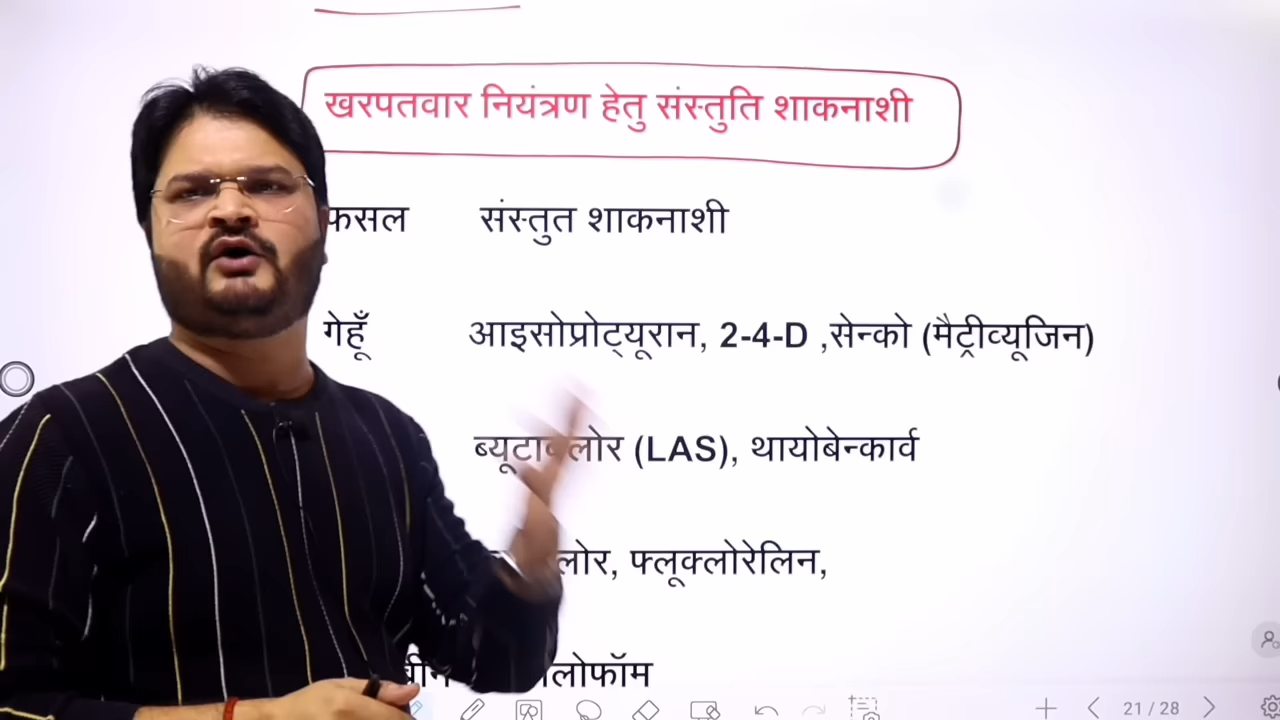 खरपतवार नियंत्रण हेतु संस्तुति शाकनाशी
फसल संस्तुत शाकनाशी
गेहूँ आइसोप्रोट्यूरान, 2-4-D ,सेन्को (मैट्रीव्यूजिन)
ब्यूटाक्लोर (LAS), थायोबेन्कार्व
फ्लूक्लोरेलिन,
21 / 28